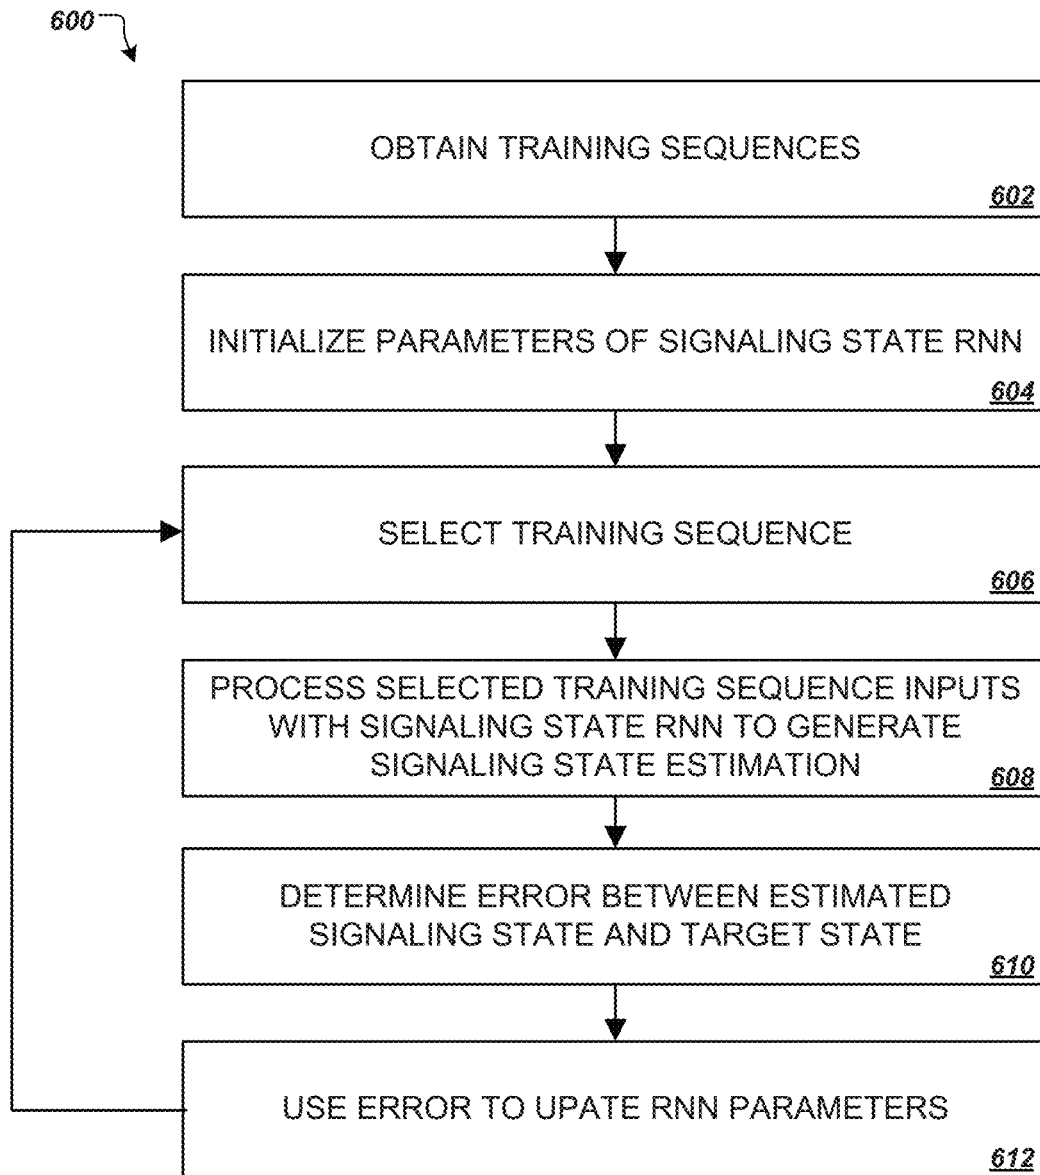 600
OBTAIN TRAINING SEQUENCES
602
INITIALIZE PARAMETERS OF SIGNALING STATE RNN
604
SELECT TRAINING SEQUENCE
606
PROCESS SELECTED TRAINING SEQUENCE INPUTS
WITH SIGNALING STATE RNN TO GENERATE
SIGNALING STATE ESTIMATION
608
DETERMINE ERROR BETWEEN ESTIMATED
SIGNALING STATE AND TARGET STATE
610
USE ERROR TO UPATE RNN PARAMETERS
612